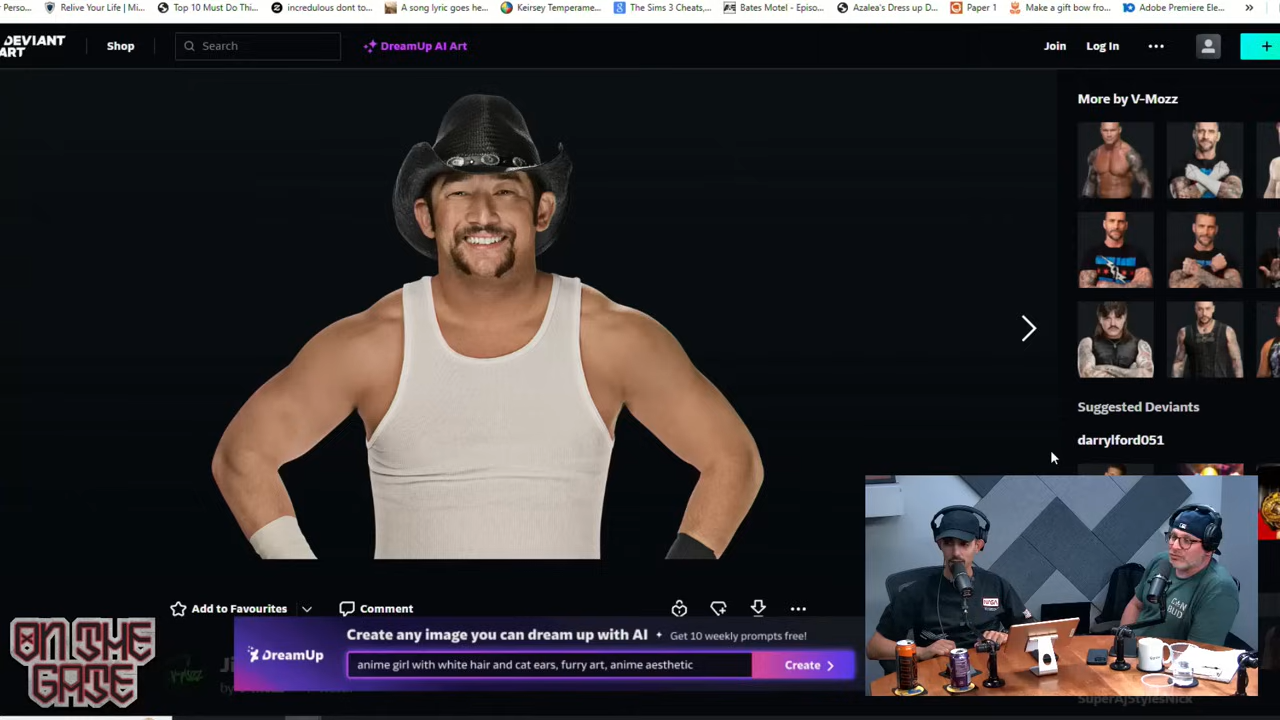 Perso...
Relive Your Life | Mi...
Top 10 Must Do Thi...
incredulous dont to...
A song lyric goes he...
Keirsey Temperame...
The Sims 3 Cheats,...
Bates Motel - Episo...
Azalea's Dress up D...
Paper 1
Make a gift bow fro...
Adobe Premiere Ele...
DEVIANT
ART
Shop
Search
DreamUp AI Art
Join
Log In
More by V-Mozz
Suggested Deviants
darrylford051
Add to Favourites
Comment
ON THE
GATE
DreamUp
Create any image you can dream up with AI
Get 10 weekly prompts free!
anime girl with white hair and cat ears, furry art, anime aesthetic
Create
SuperAjStylesNick